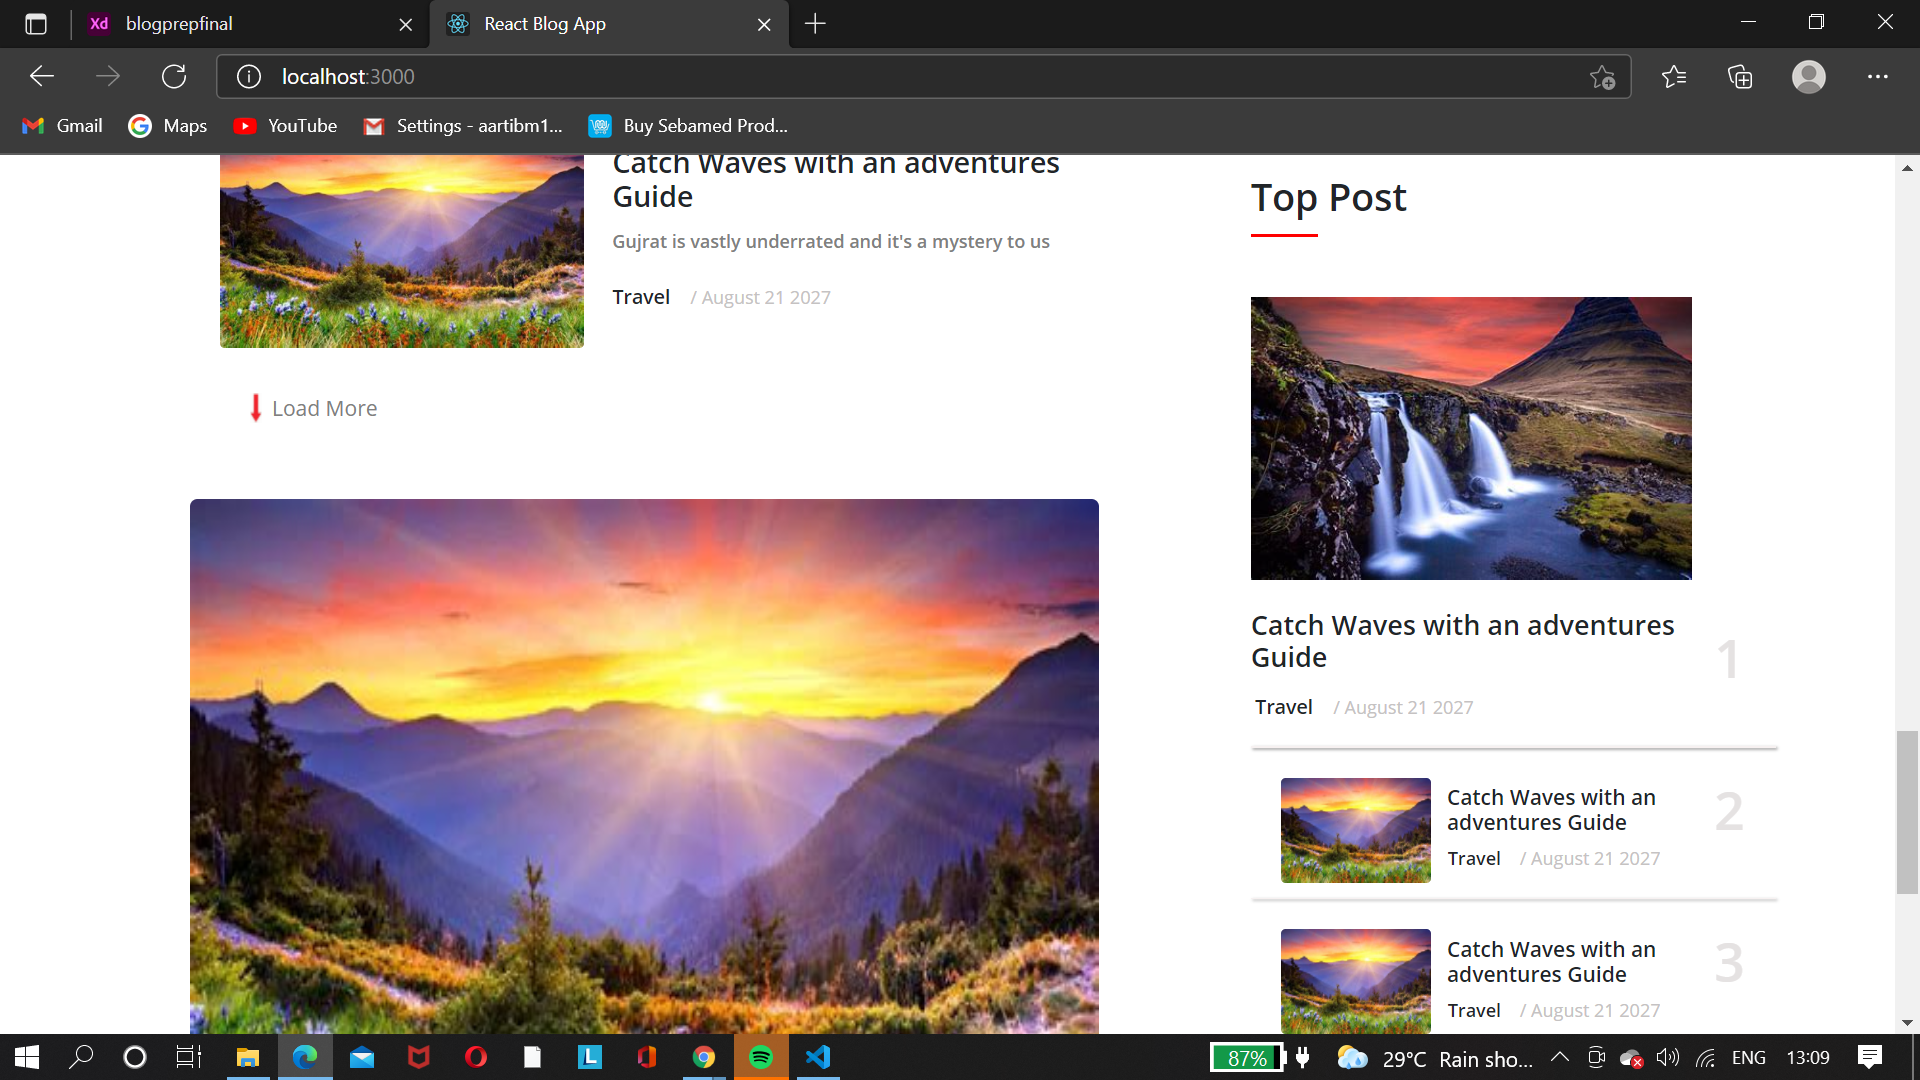 Xd blogprepfinal
React Blog App
localhost:3000
Gmail
Maps
YouTube
Settings - aartibm1...
Buy Sebamed Prod...
Catch Waves with an adventures
Guide
Gujrat is vastly underrated and it's a mystery to us
Travel / August 21 2027
Load More
Top Post
Catch Waves with an adventures
Guide
1
Travel / August 21 2027
Catch Waves with an
adventures Guide
2
Travel / August 21 2027
Catch Waves with an
adventures Guide
3
Travel / August 21 2027
L
87%
29°C Rain sho...
ENG
13:09